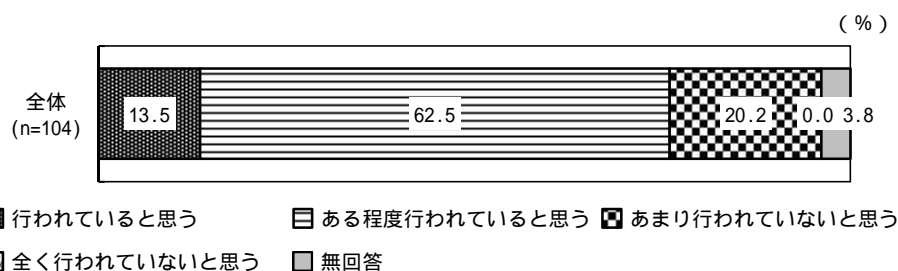 (%)
全体
(n=104)
13.5 62.5 20.2 0.0 3.8
行われていると思う ある程度行われていると思う あまり行われていないと思う
全く行われていないと思う 無回答